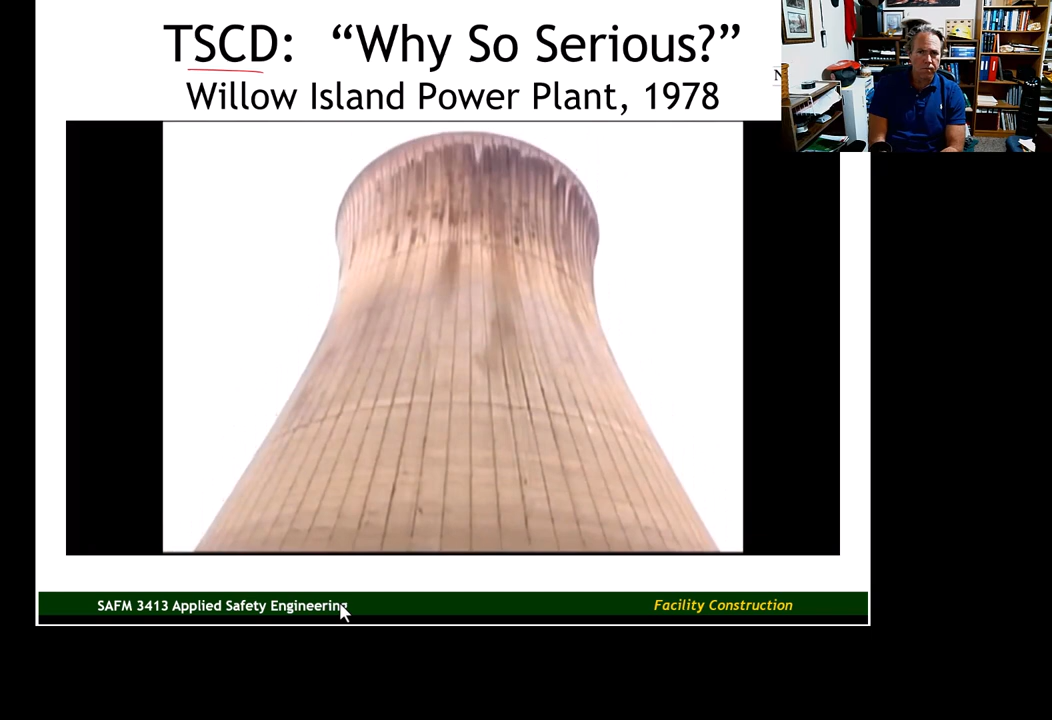 TSCD: “Why So Serious?”
Willow Island Power Plant, 1978
N
SAFM 3413 Applied Safety Engineering
Facility Construction